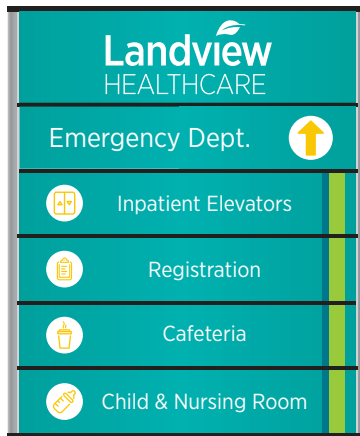 Landview
HEALTHCARE
Emergency Dept.
Inpatient Elevators
Registration
Cafeteria
Child & Nursing Room